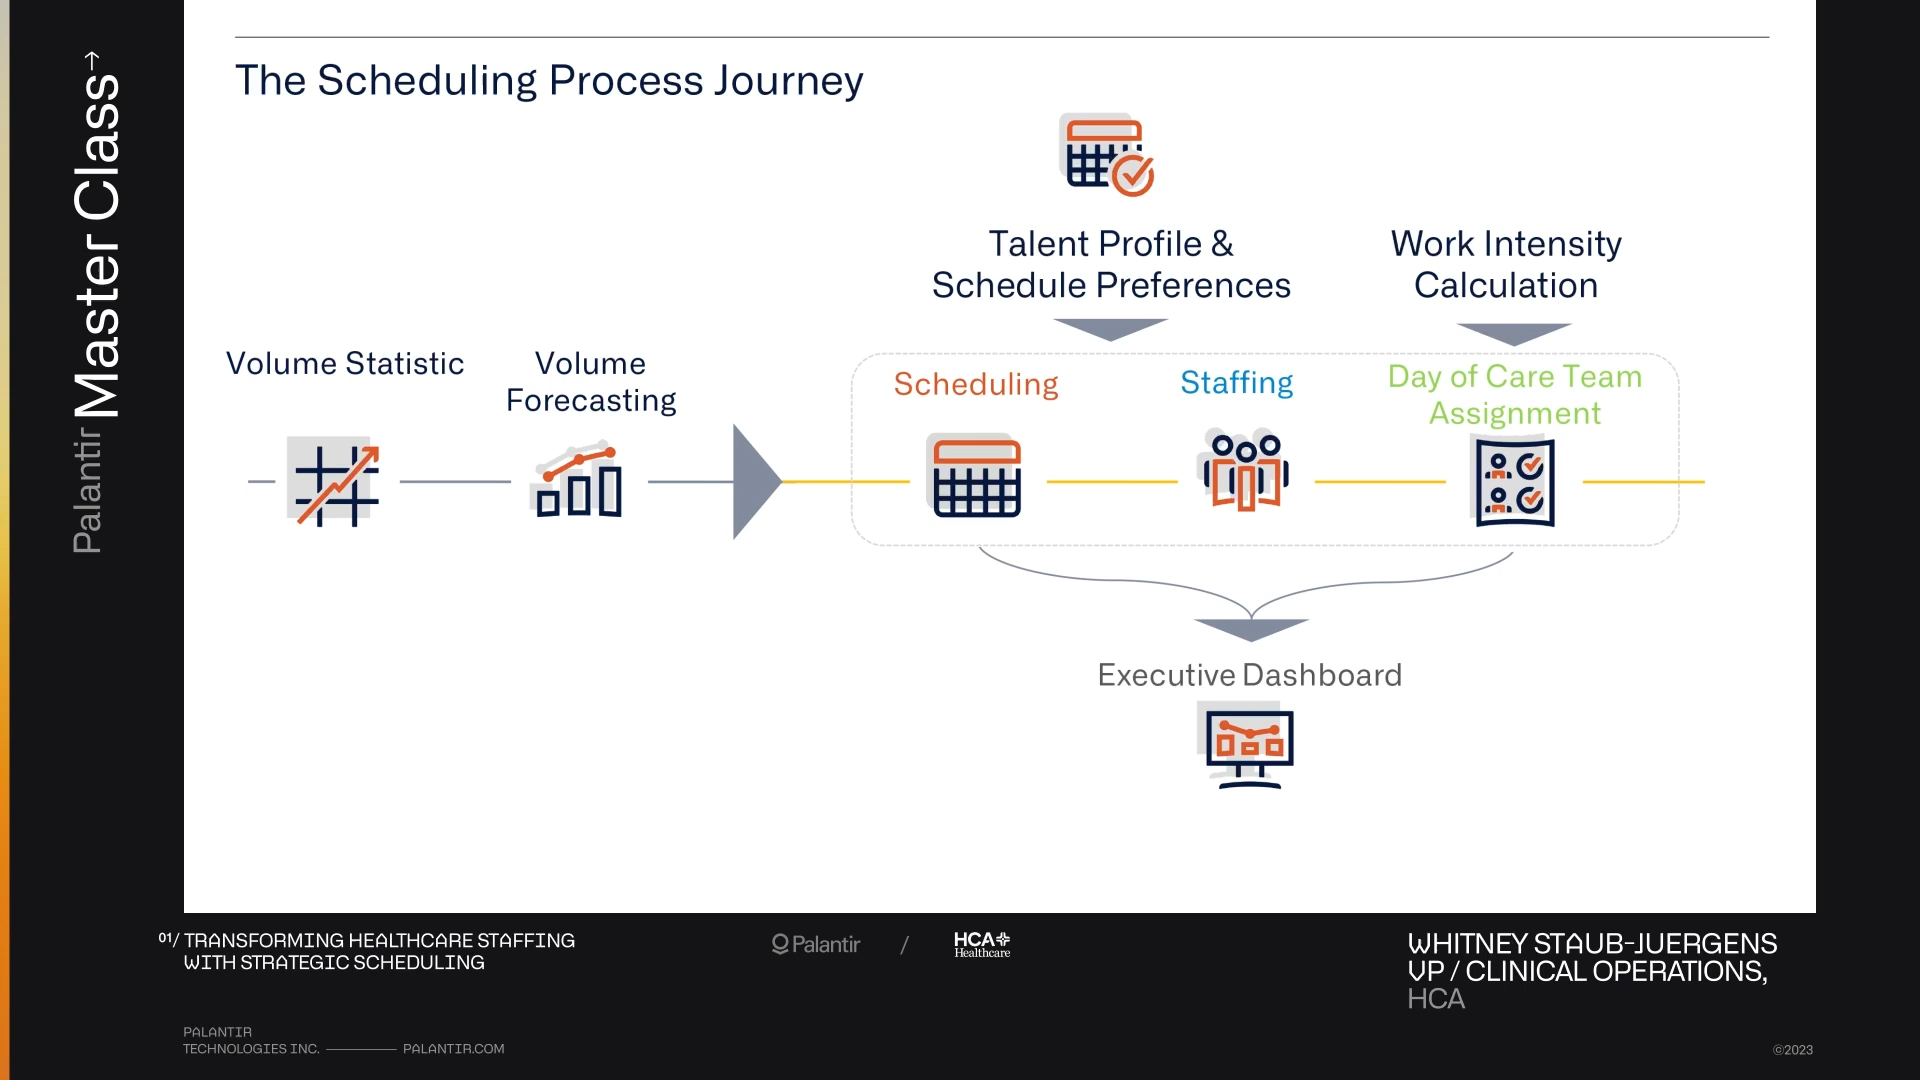 Palantir Master Class→
The Scheduling Process Journey
Talent Profile &
Schedule Preferences
Work Intensity
Calculation
Volume Statistic
Volume
Forecasting
Scheduling
Staffing
Day of Care Team
Assignment
Executive Dashboard
01/ TRANSFORMING HEALTHCARE STAFFING
WITH STRATEGIC SCHEDULING
Palantir / HCA
Healthcare
WHITNEY STAUB-JUERGENS
VP / CLINICAL OPERATIONS,
HCA
PALANTIR
TECHNOLOGIES INC. PALANTIR.COM
©2023